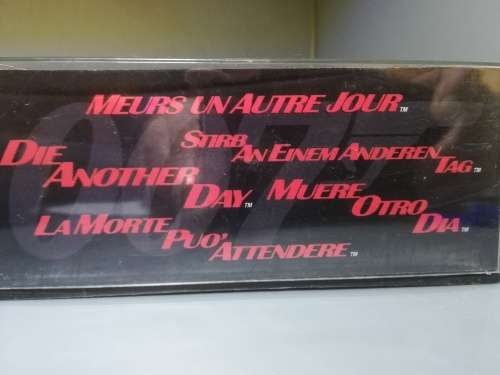 MEURS UN AUTRE JOUR™
STIRB
AN EINEM ANDEREN
TAG™
DIE
ANOTHER
DAY™
MUERE
OTRO
DIA™
LA MORTE
PUO'
ATTENDERE™
007